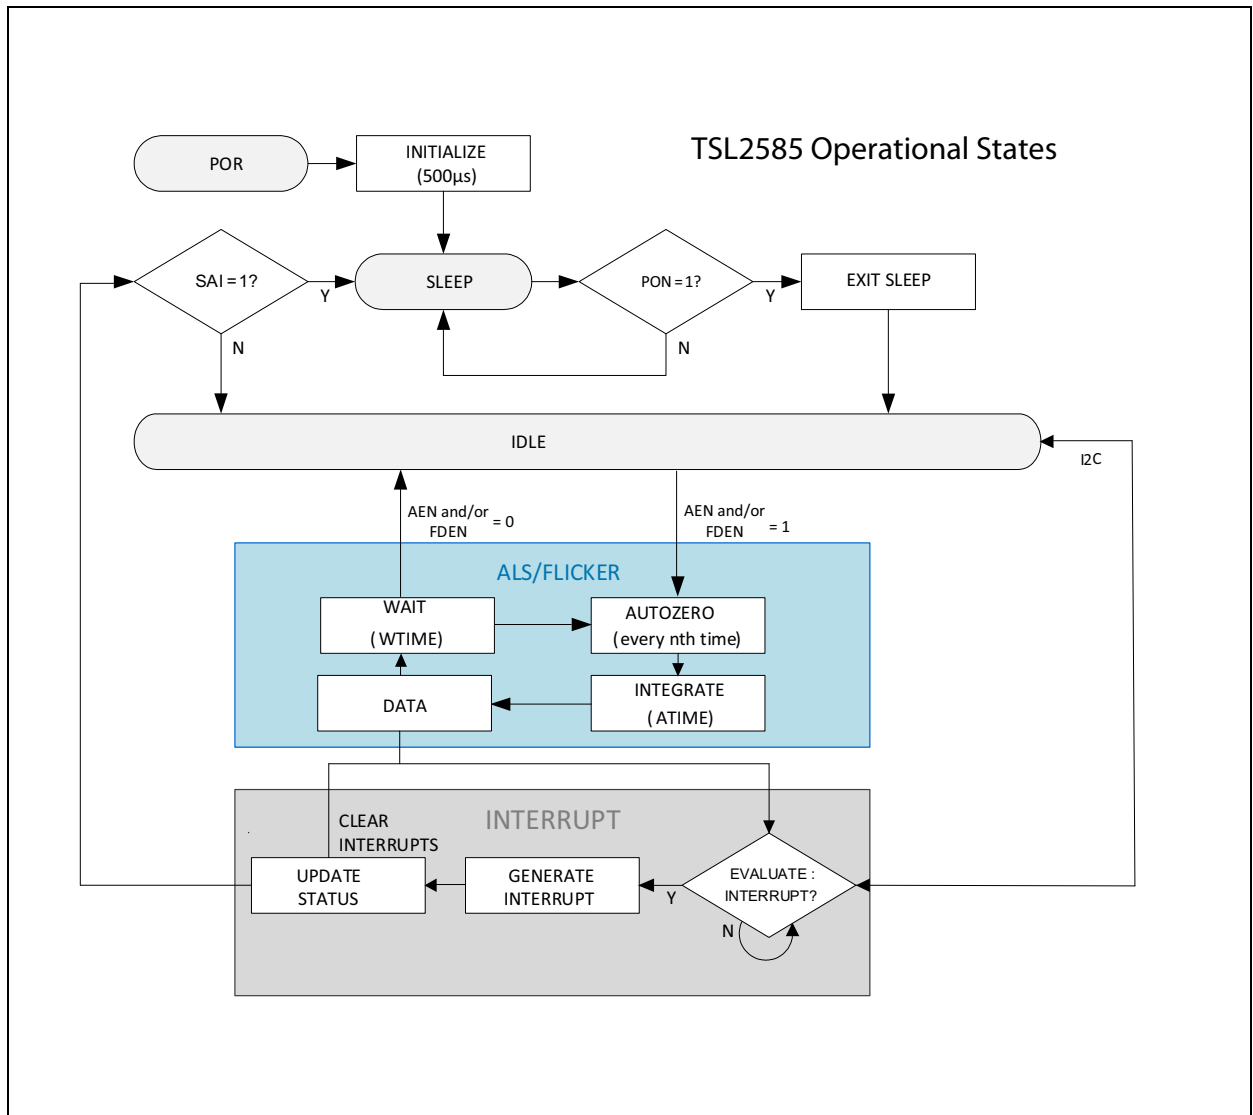 TSL2585 Operational States
POR
INITIALIZE
(500µs)
SAI = 1?
Y
N
SLEEP
PON = 1?
Y
N
EXIT SLEEP
IDLE
I2C
AEN and/or
FDEN = 0
AEN and/or
FDEN = 1
ALS/FLICKER
WAIT
( WTIME)
AUTOZERO
( every nth time)
DATA
INTEGRATE
( ATIME)
INTERRUPT
CLEAR
INTERRUPTS
UPDATE
STATUS
GENERATE
INTERRUPT
Y
EVALUATE :
INTERRUPT?
N